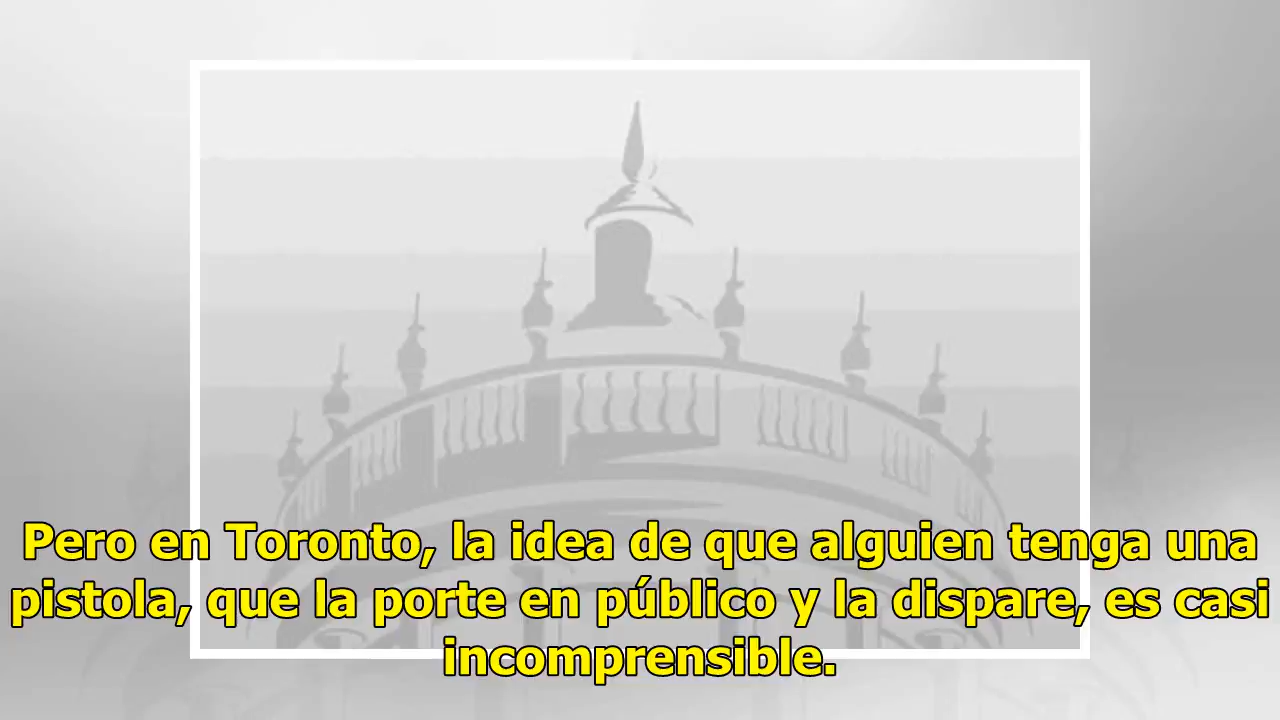 Pero en Toronto, la idea de que alguien tenga una
pistola, que la porte en público y la dispare, es casi
incomprensible.